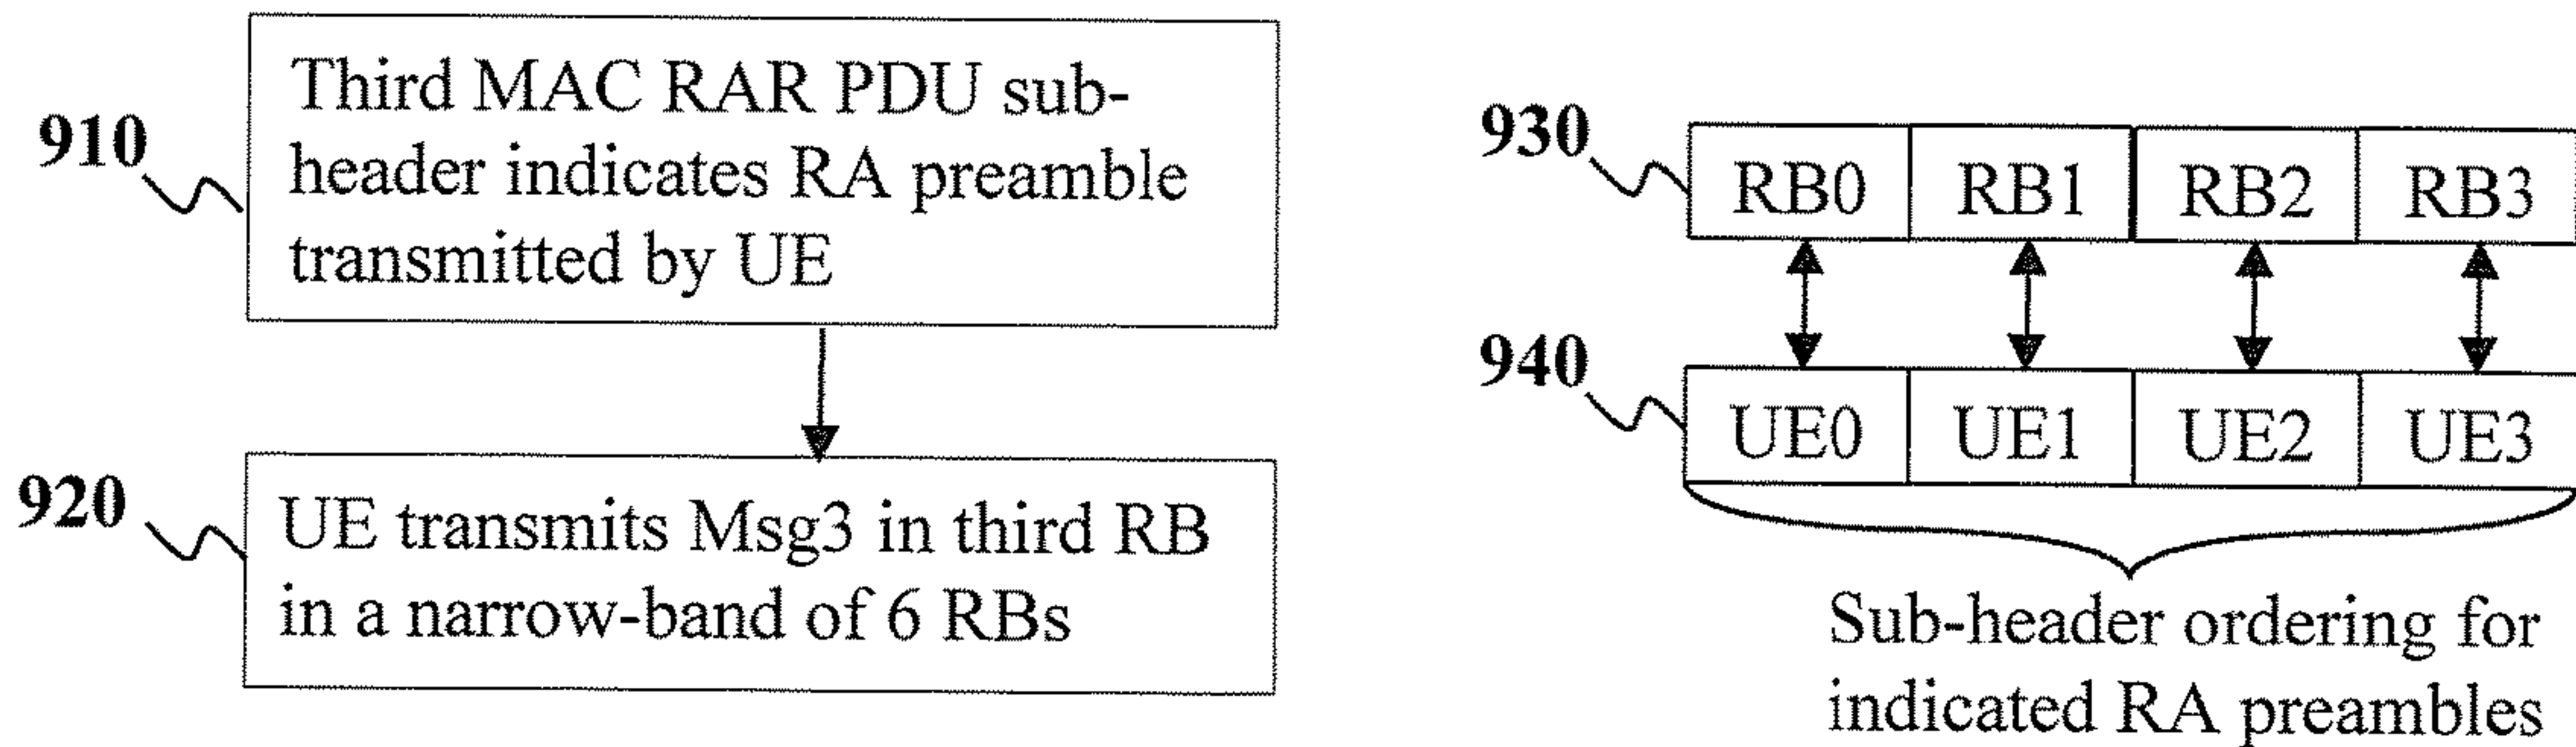 910
Third MAC RAR PDU sub-
header indicates RA preamble
transmitted by UE
920
UE transmits Msg3 in third RB
in a narrow-band of 6 RBs
930
RB0 RB1 RB2 RB3
940
UE0 UE1 UE2 UE3
Sub-header ordering for
indicated RA preambles